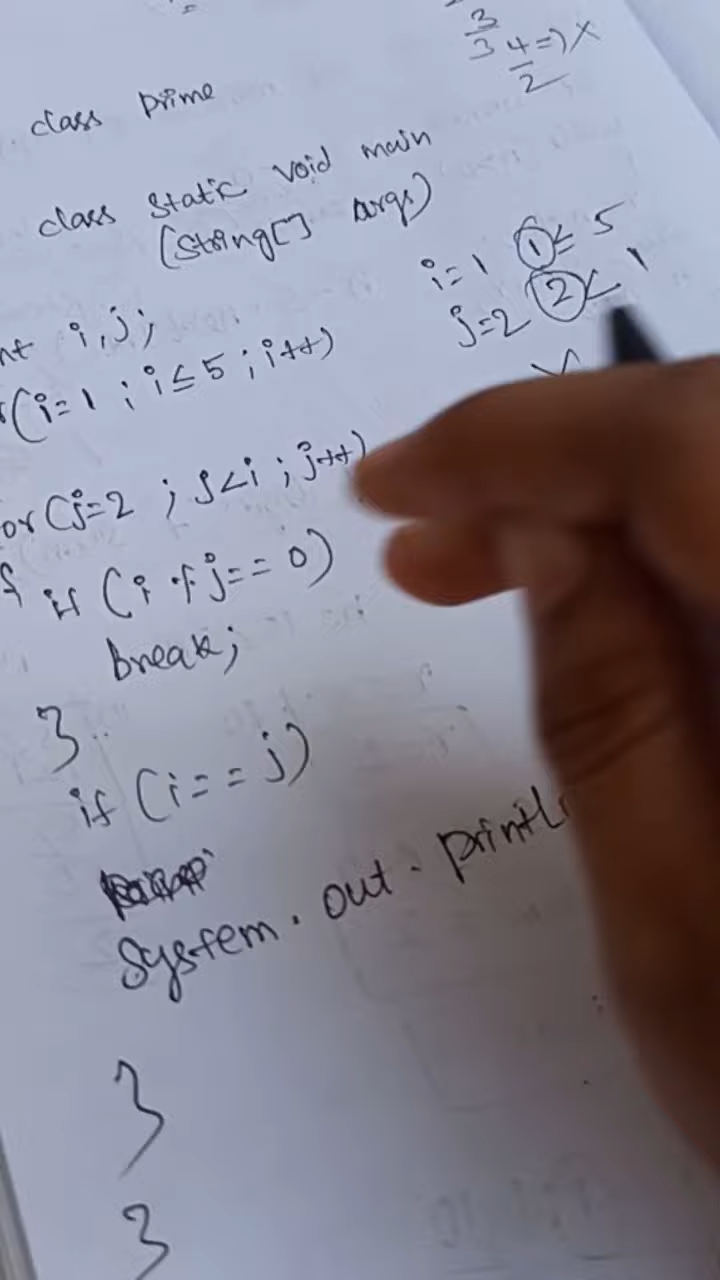 3
3
4 => X
2
class prime
class static void main
(String[] args)
i=1 1 ≤ 5
j=2 2 < 1
nt i,j;
(i=1 ; i≤5 ; i++)
or (j=2 ; j<i ; j++)
if (i % j == 0)
break;
}
if (i == j)
System.out.println
}
}